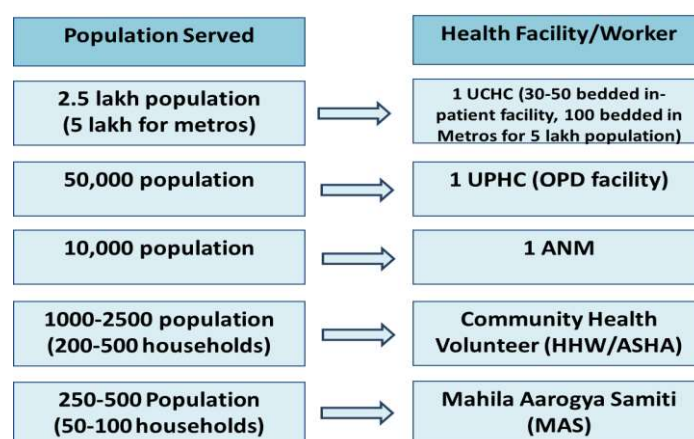 Population Served
Health Facility/Worker
2.5 lakh population
(5 lakh for metros)
1 UCHC (30-50 bedded in-
patient facility, 100 bedded in
Metros for 5 lakh population)
50,000 population
1 UPHC (OPD facility)
10,000 population
1 ANM
1000-2500 population
(200-500 households)
Community Health
Volunteer (HHW/ASHA)
250-500 Population
(50-100 households)
Mahila Aarogya Samiti
(MAS)